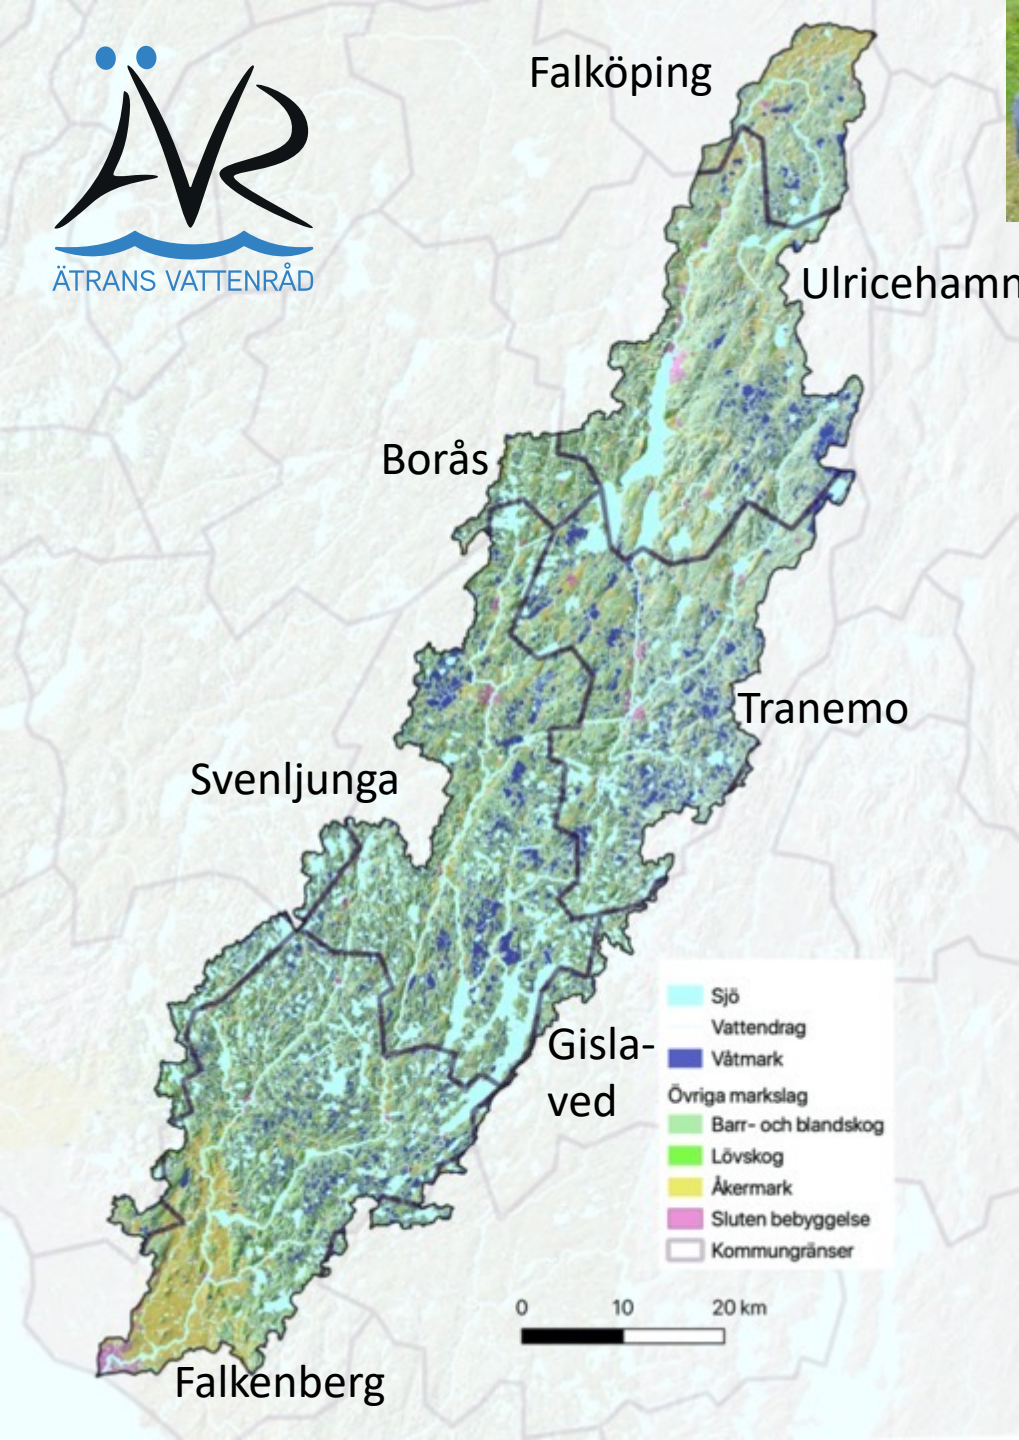 Falköping
ÄVR
ÄTRANS VATTENRÅD
Ulricehamn
Borås
Tranemo
Svenljunga
Gisla-
ved
Sjö
Vattendrag
Våtmark
Övriga markslag
Barr- och blandskog
Lövskog
Åkermark
Sluten bebyggelse
Kommungränser
0 10 20 km
Falkenberg